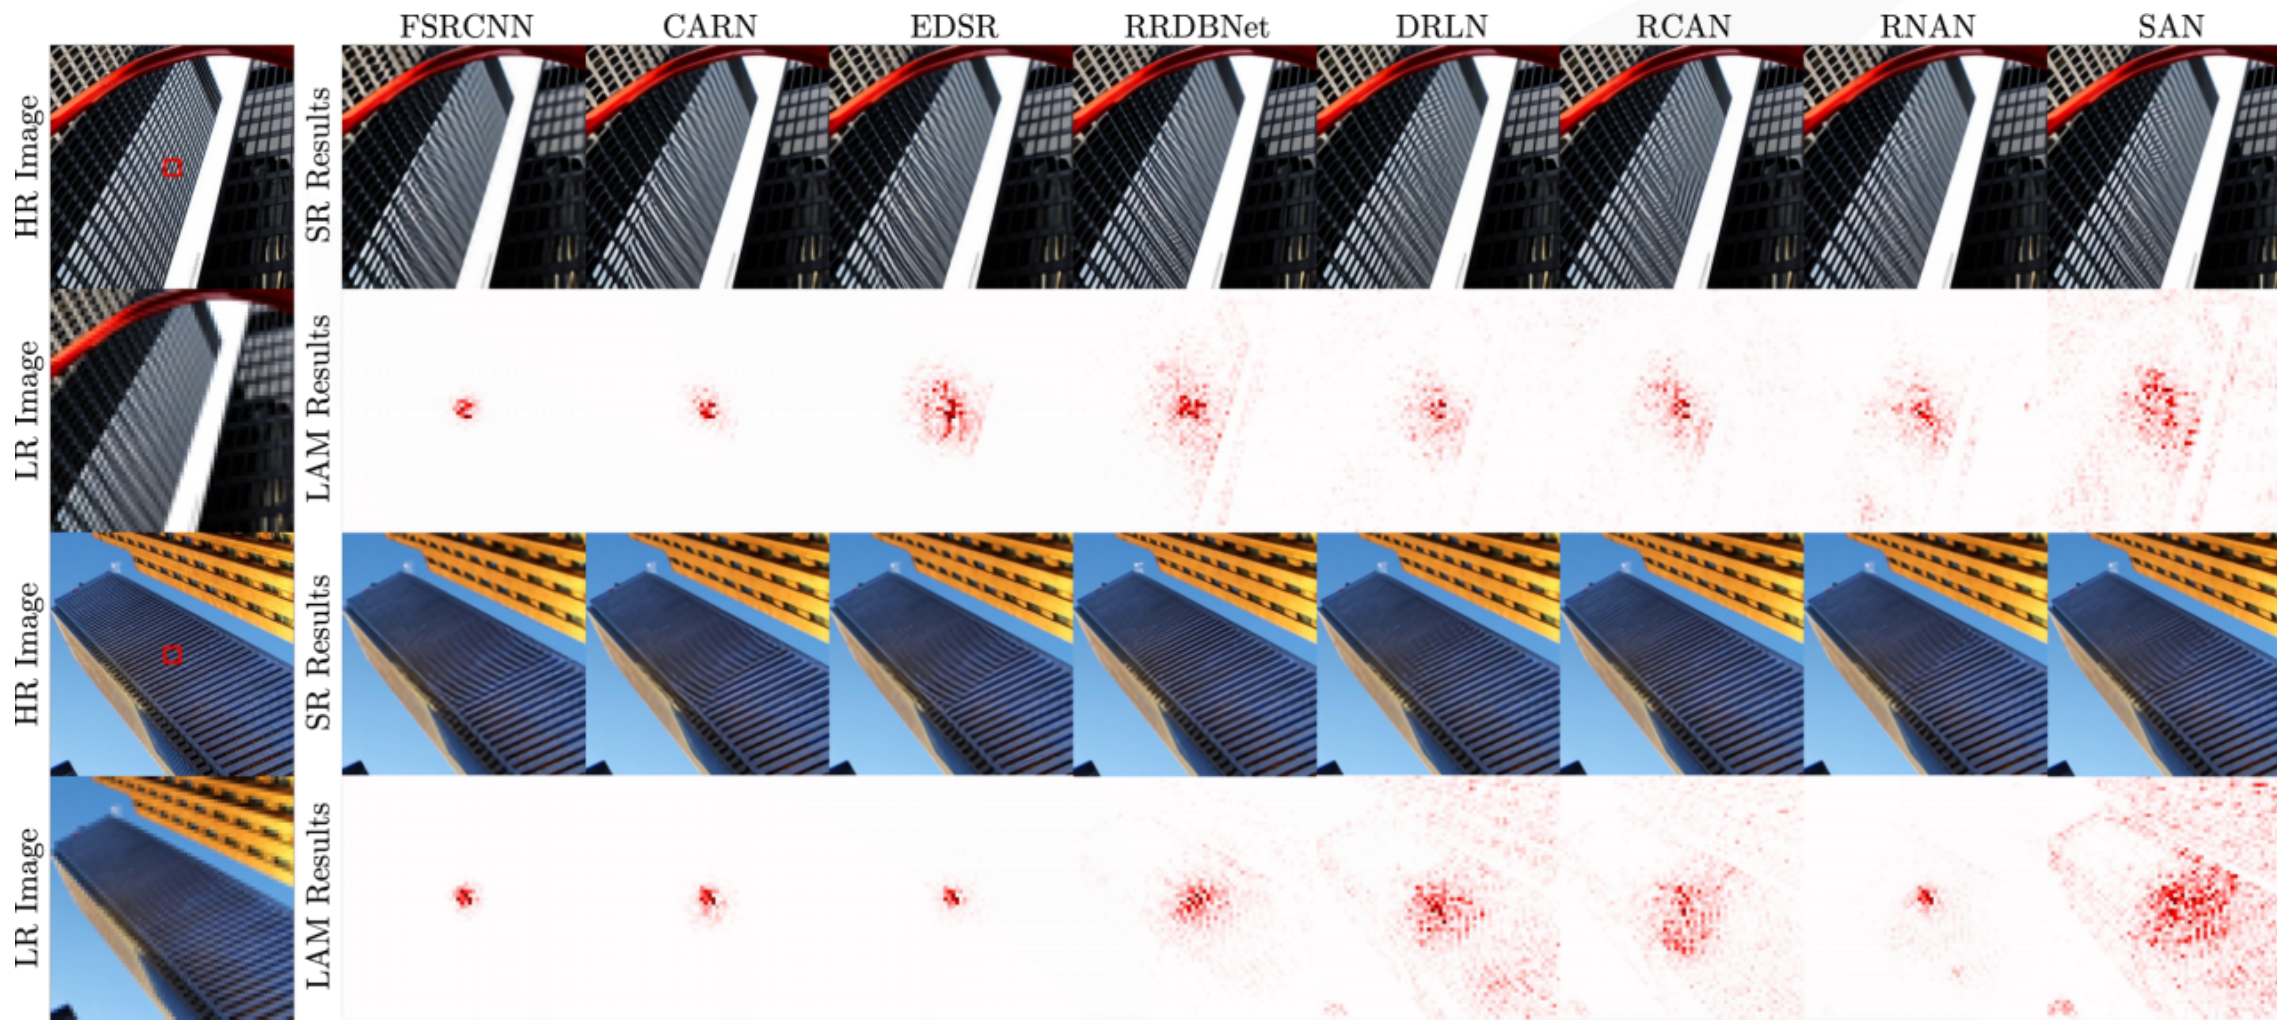 FSRCNN CARN EDSR RRDBNet DRLN RCAN RNAN SAN
HR Image
SR Results
LR Image
LAM Results
HR Image
SR Results
LR Image
LAM Results